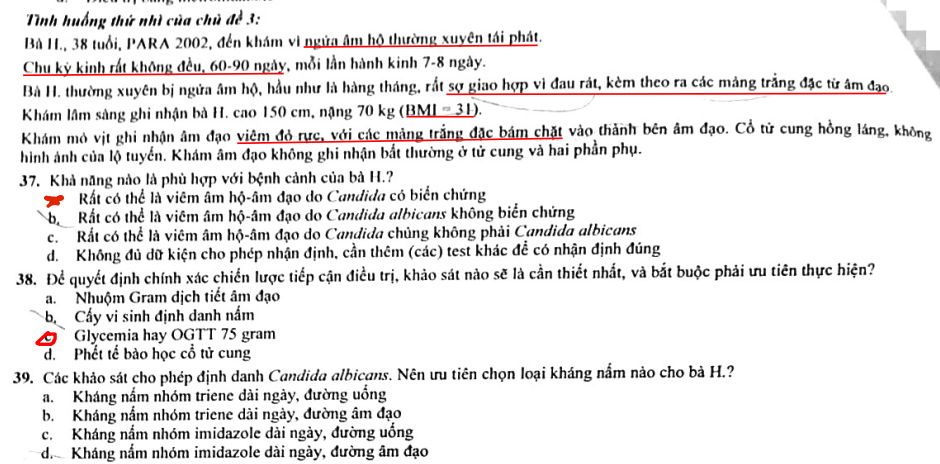 Tình huống thứ nhì của chủ đề 3:
Bà H., 38 tuổi, PARA 2002, đến khám vì ngứa âm hộ thường xuyên tái phát.
Chu kỳ kinh rất không đều, 60-90 ngày, mỗi lần hành kinh 7-8 ngày.
Bà H. thường xuyên bị ngứa âm hộ, hầu như là hàng tháng, rất sợ giao hợp vì đau rát, kèm theo ra các mảng trắng đặc từ âm đạo.
Khám lâm sàng ghi nhận bà H. cao 150 cm, nặng 70 kg (BMI = 31).
Khám mỏ vịt ghi nhận âm đạo viêm đỏ rực, với các mảng trắng đặc bám chặt vào thành bên âm đạo. Cổ tử cung hồng láng, không
hình ảnh của lộ tuyến. Khám âm đạo không ghi nhận bất thường ở tử cung và hai phần phụ.
37. Khả năng nào là phù hợp với bệnh cảnh của bà H.?
Rất có thể là viêm âm hộ-âm đạo do Candida có biến chứng
b. Rất có thể là viêm âm hộ-âm đạo do Candida albicans không biến chứng
c. Rất có thể là viêm âm hộ-âm đạo do Candida chủng không phải Candida albicans
d. Không đủ dữ kiện cho phép nhận định, cần thêm (các) test khác để có nhận định đúng
38. Để quyết định chính xác chiến lược tiếp cận điều trị, khảo sát nào sẽ là cần thiết nhất, và bắt buộc phải ưu tiên thực hiện?
a. Nhuộm Gram dịch tiết âm đạo
b. Cấy vi sinh định danh nấm
c. Glycemia hay OGTT 75 gram
d. Phết tế bào học cổ tử cung
39. Các khảo sát cho phép định danh Candida albicans. Nên ưu tiên chọn loại kháng nấm nào cho bà H.?
a. Kháng nấm nhóm triene dài ngày, đường uống
b. Kháng nấm nhóm triene dài ngày, đường âm đạo
c. Kháng nấm nhóm imidazole dài ngày, đường uống
d. Kháng nấm nhóm imidazole dài ngày, đường âm đạo